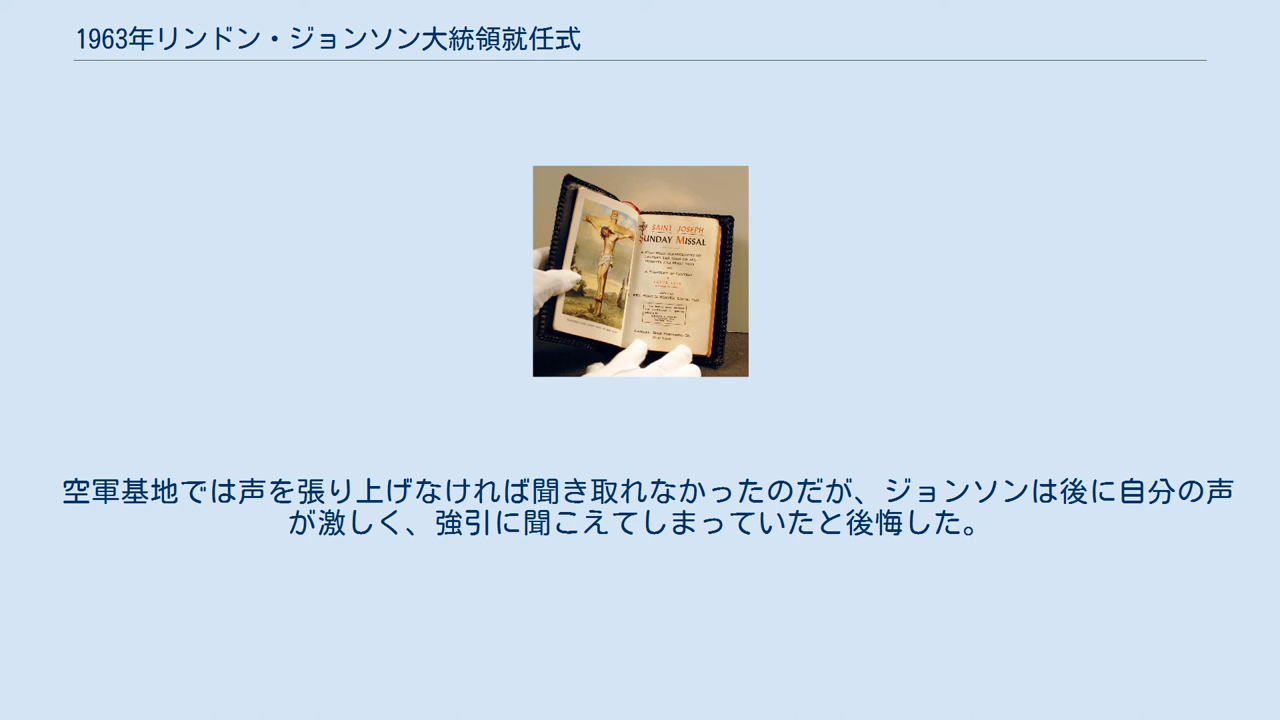 1963年リンドン・ジョンソン大統領就任式
SAINT JOSEPH
SUNDAY MISSAL
空軍基地では声を張り上げなければ聞き取れなかったのだが、ジョンソンは後に自分の声
が激しく、強引に聞こえてしまっていたと後悔した。